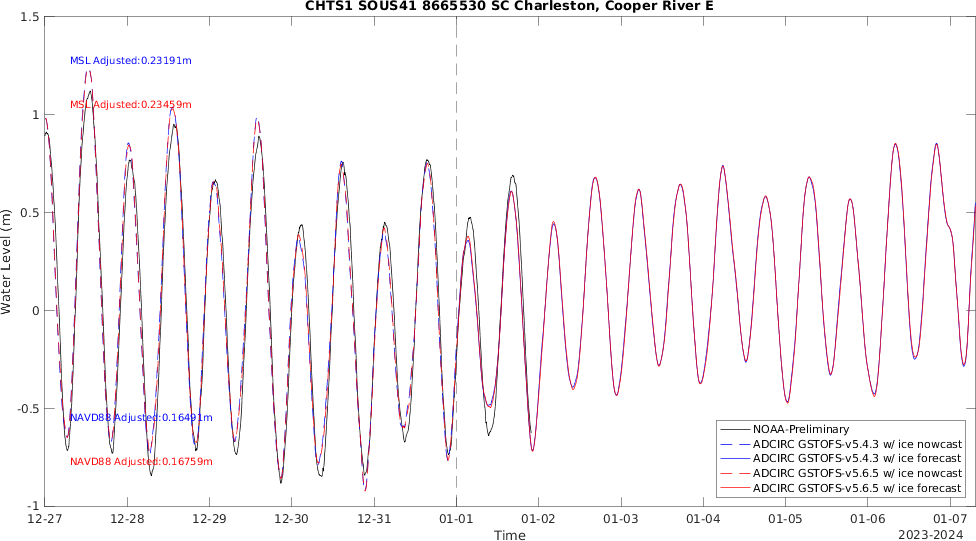 CHTS1 SOUS41 8665530 SC Charleston, Cooper River E
1.5
1
0.5
0
-0.5
-1
Water Level (m)
MSL Adjusted:0.23191m
MSL Adjusted:0.23459m
NAVD88 Adjusted:0.16491m
NAVD88 Adjusted:0.16759m
NOAA-Preliminary
ADCIRC GSTOFS-v5.4.3 w/ ice nowcast
ADCIRC GSTOFS-v5.4.3 w/ ice forecast
ADCIRC GSTOFS-v5.6.5 w/ ice nowcast
ADCIRC GSTOFS-v5.6.5 w/ ice forecast
12-27 12-28 12-29 12-30 12-31 01-01 01-02 01-03 01-04 01-05 01-06 01-07
Time
2023-2024